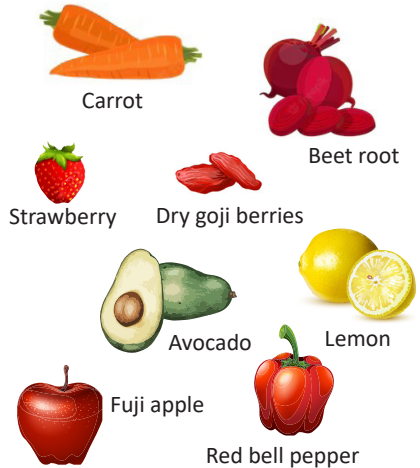 Carrot
Beet root
Strawberry
Dry goji berries
Avocado
Lemon
Fuji apple
Red bell pepper